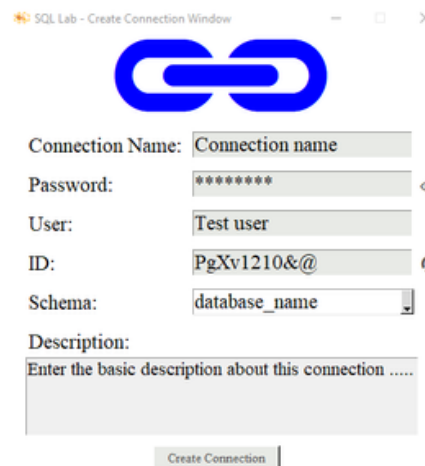 SQL Lab - Create Connection Window
Connection Name: Connection name
Password: ********
User: Test user
ID: PgXv1210&@
Schema: database_name
Description:
Enter the basic description about this connection .....
Create Connection